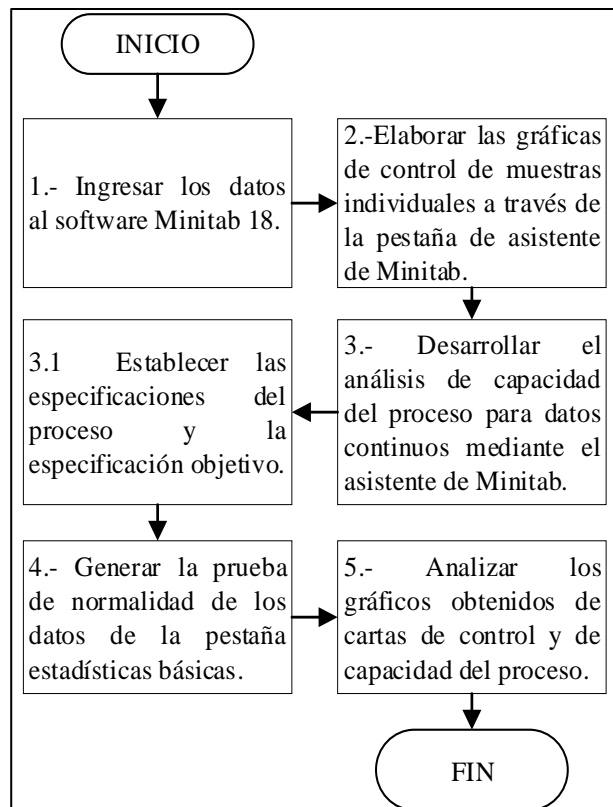 INICIO
1.- Ingresar los datos
al software Minitab 18.
2.-Elaborar las gráficas
de control de muestras
individuales a través de
la pestaña de asistente
de Minitab.
3.- Desarrollar el
análisis de capacidad
del proceso para datos
continuos mediante el
asistente de Minitab.
3.1 Establecer las
especificaciones del
proceso y la
especificación objetivo.
4.- Generar la prueba
de normalidad de los
datos de la pestaña
estadísticas básicas.
5.- Analizar los
gráficos obtenidos de
cartas de control y de
capacidad del proceso.
FIN